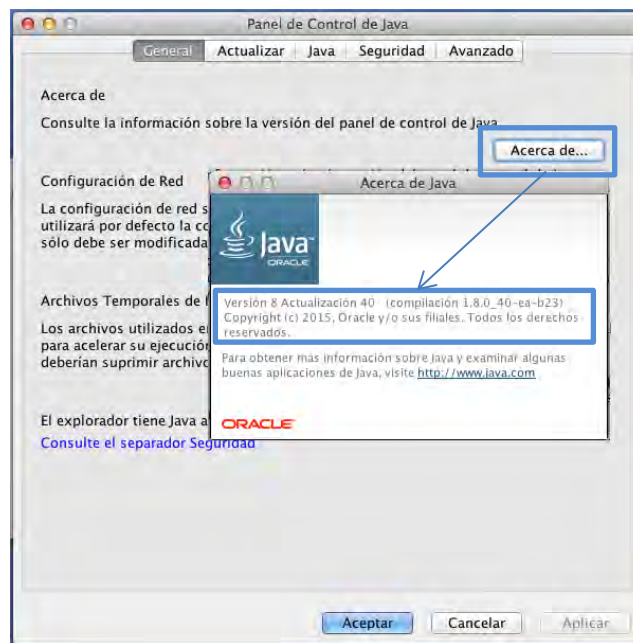 Panel de Control de Java
General Actualizar Java Seguridad Avanzado
Acerca de
Consulte la información sobre la versión del panel de control de Java.
Acerca de...
Configuración de Red
La configuración de red s
utilizará por defecto la co
sólo debe ser modificada
Archivos Temporales de
Los archivos utilizados e
para acelerar su ejecución
deberían suprimir archivo
El explorador tiene Java a
Consulte el separador Seguridad
Acerca de Java
Java
ORACLE
Versión 8 Actualización 40 (compilación 1.8.0_40-ea-b23)
Copyright (c) 2015, Oracle y/o sus filiales. Todos los derechos
reservados.
Para obtener más información sobre Java y examinar algunas
buenas aplicaciones de Java, visite http://www.java.com
ORACLE
Aceptar Cancelar Aplicar